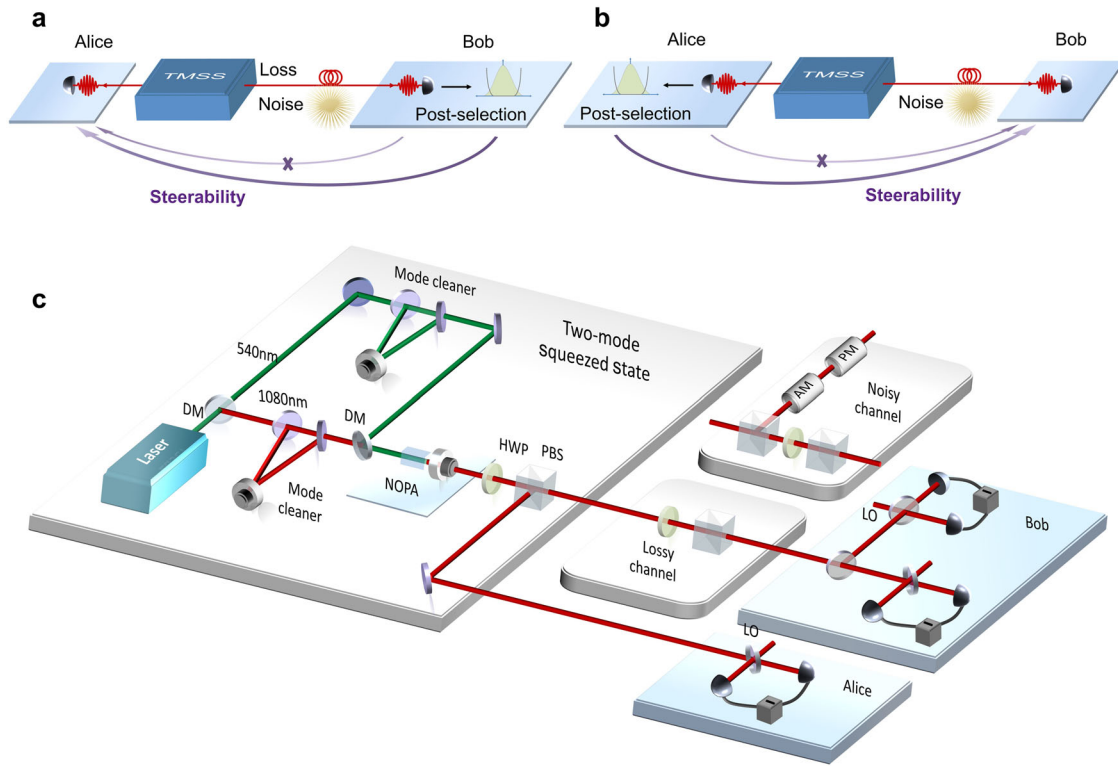 a
Alice
TMSS
Loss
Noise
Bob
Post-selection
Steerability
b
Alice
Post-selection
TMSS
Noise
Bob
Steerability
c
Mode cleaner
Two-mode
squeezed state
540nm
1080nm
DM
DM
Laser
Mode
cleaner
NOPA
HWP PBS
PM
AM
Noisy
channel
Lossy
channel
LO
Bob
LO
Alice